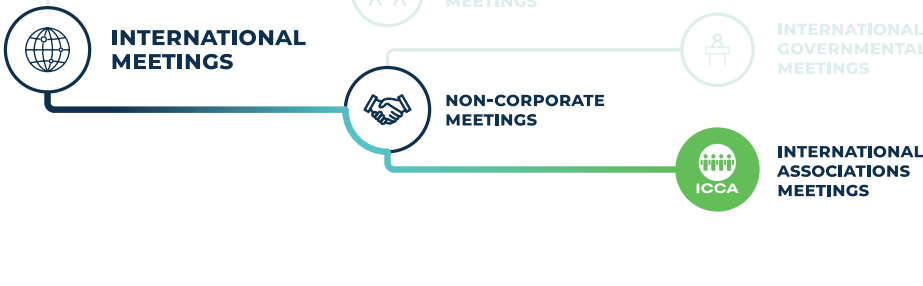 MEETINGS
INTERNATIONAL
MEETINGS
INTERNATIONAL
GOVERNMENTAL
MEETINGS
NON-CORPORATE
MEETINGS
ICCA
INTERNATIONAL
ASSOCIATIONS
MEETINGS